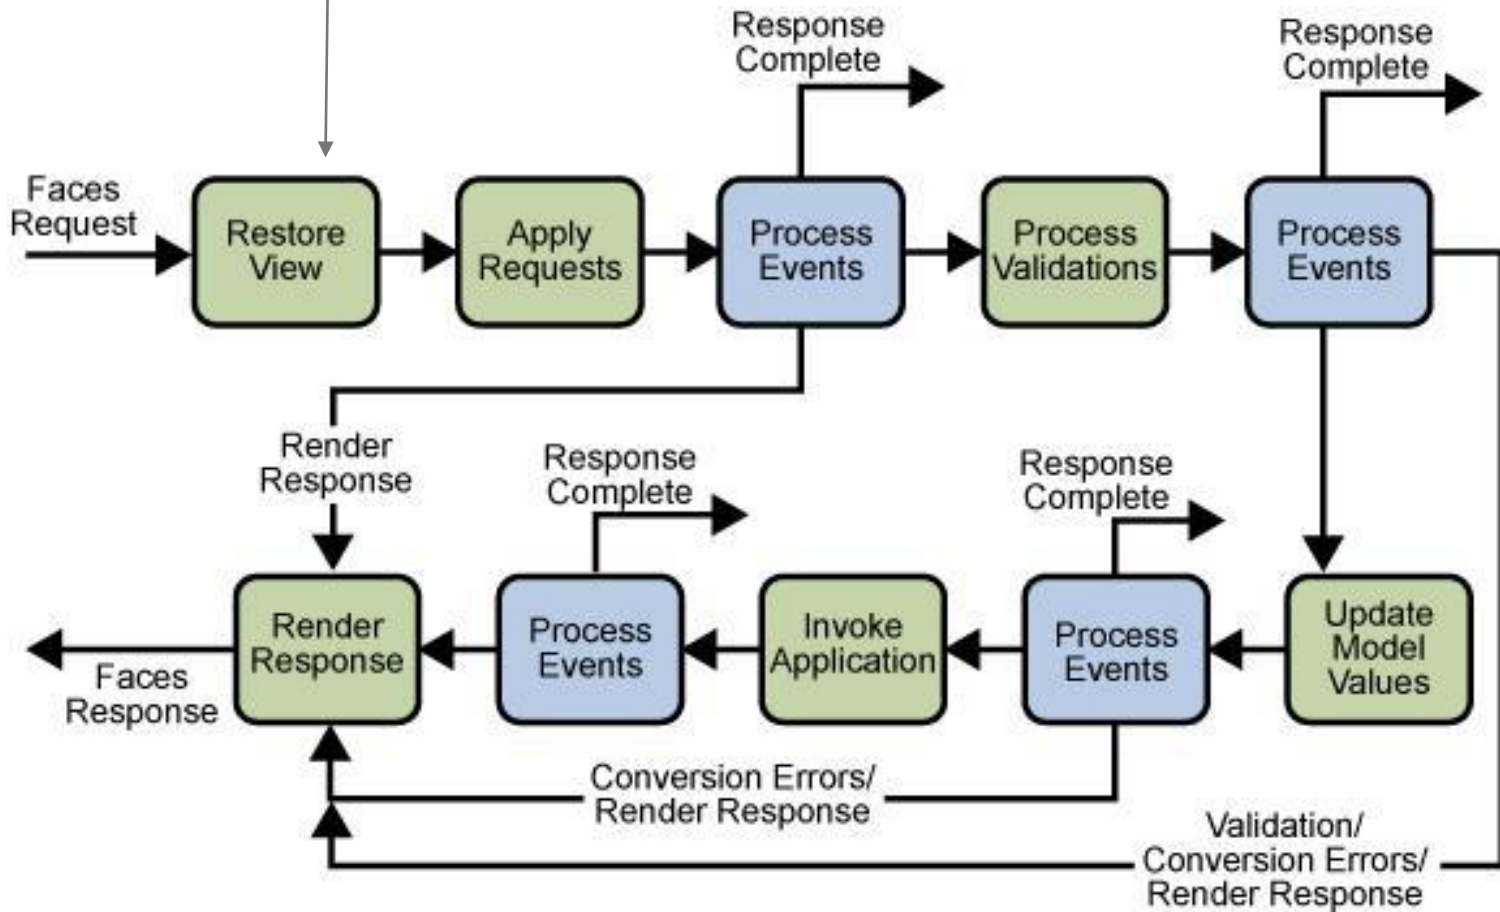 Response
Complete
Response
Complete
Faces
Request
Restore
View
Apply
Requests
Process
Events
Process
Validations
Process
Events
Render
Response
Response
Complete
Response
Complete
Faces
Response
Render
Response
Process
Events
Invoke
Application
Process
Events
Update
Model
Values
Conversion Errors/
Render Response
Validation/
Conversion Errors/
Render Response